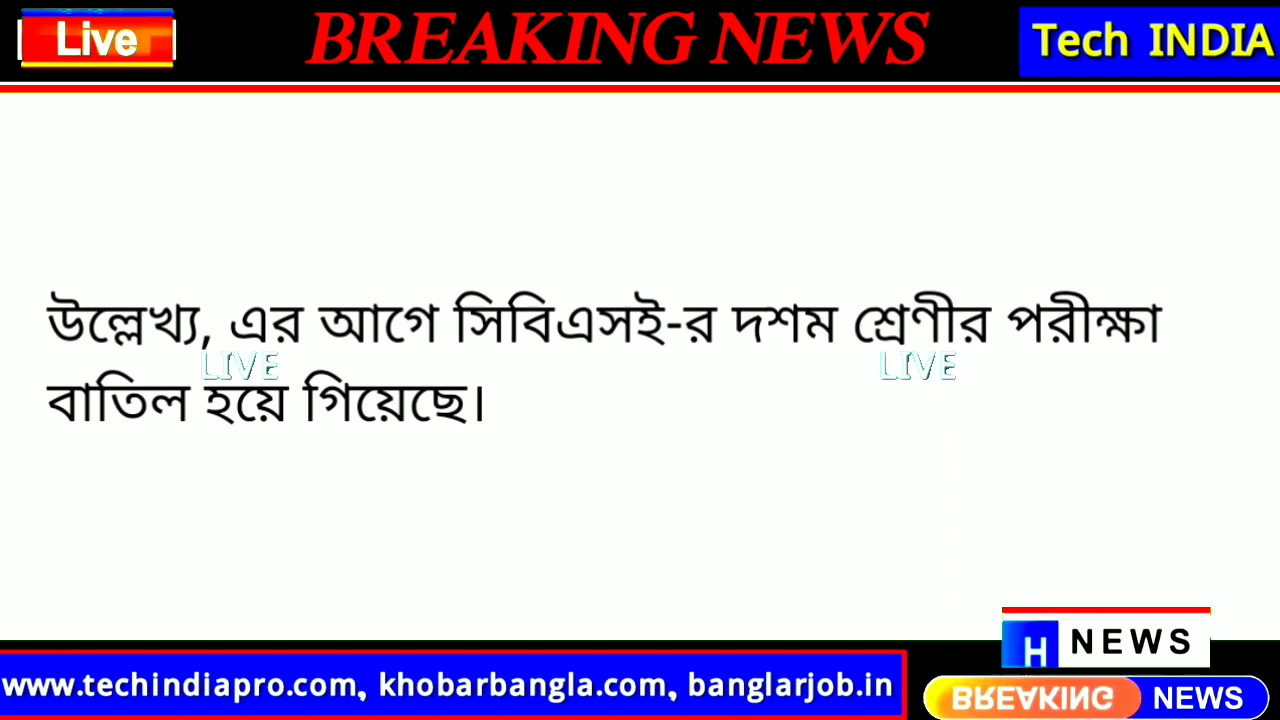 Live
BREAKING NEWS
Tech INDIA
উল্লেখ্য, এর আগে সিবিএসই-র দশম শ্রেণীর পরীক্ষা
LIVE
LIVE
বাতিল হয়ে গিয়েছে।
H NEWS
www.techindiapro.com, khobarbangla.com, banglarjob.in
BREAKING NEWS